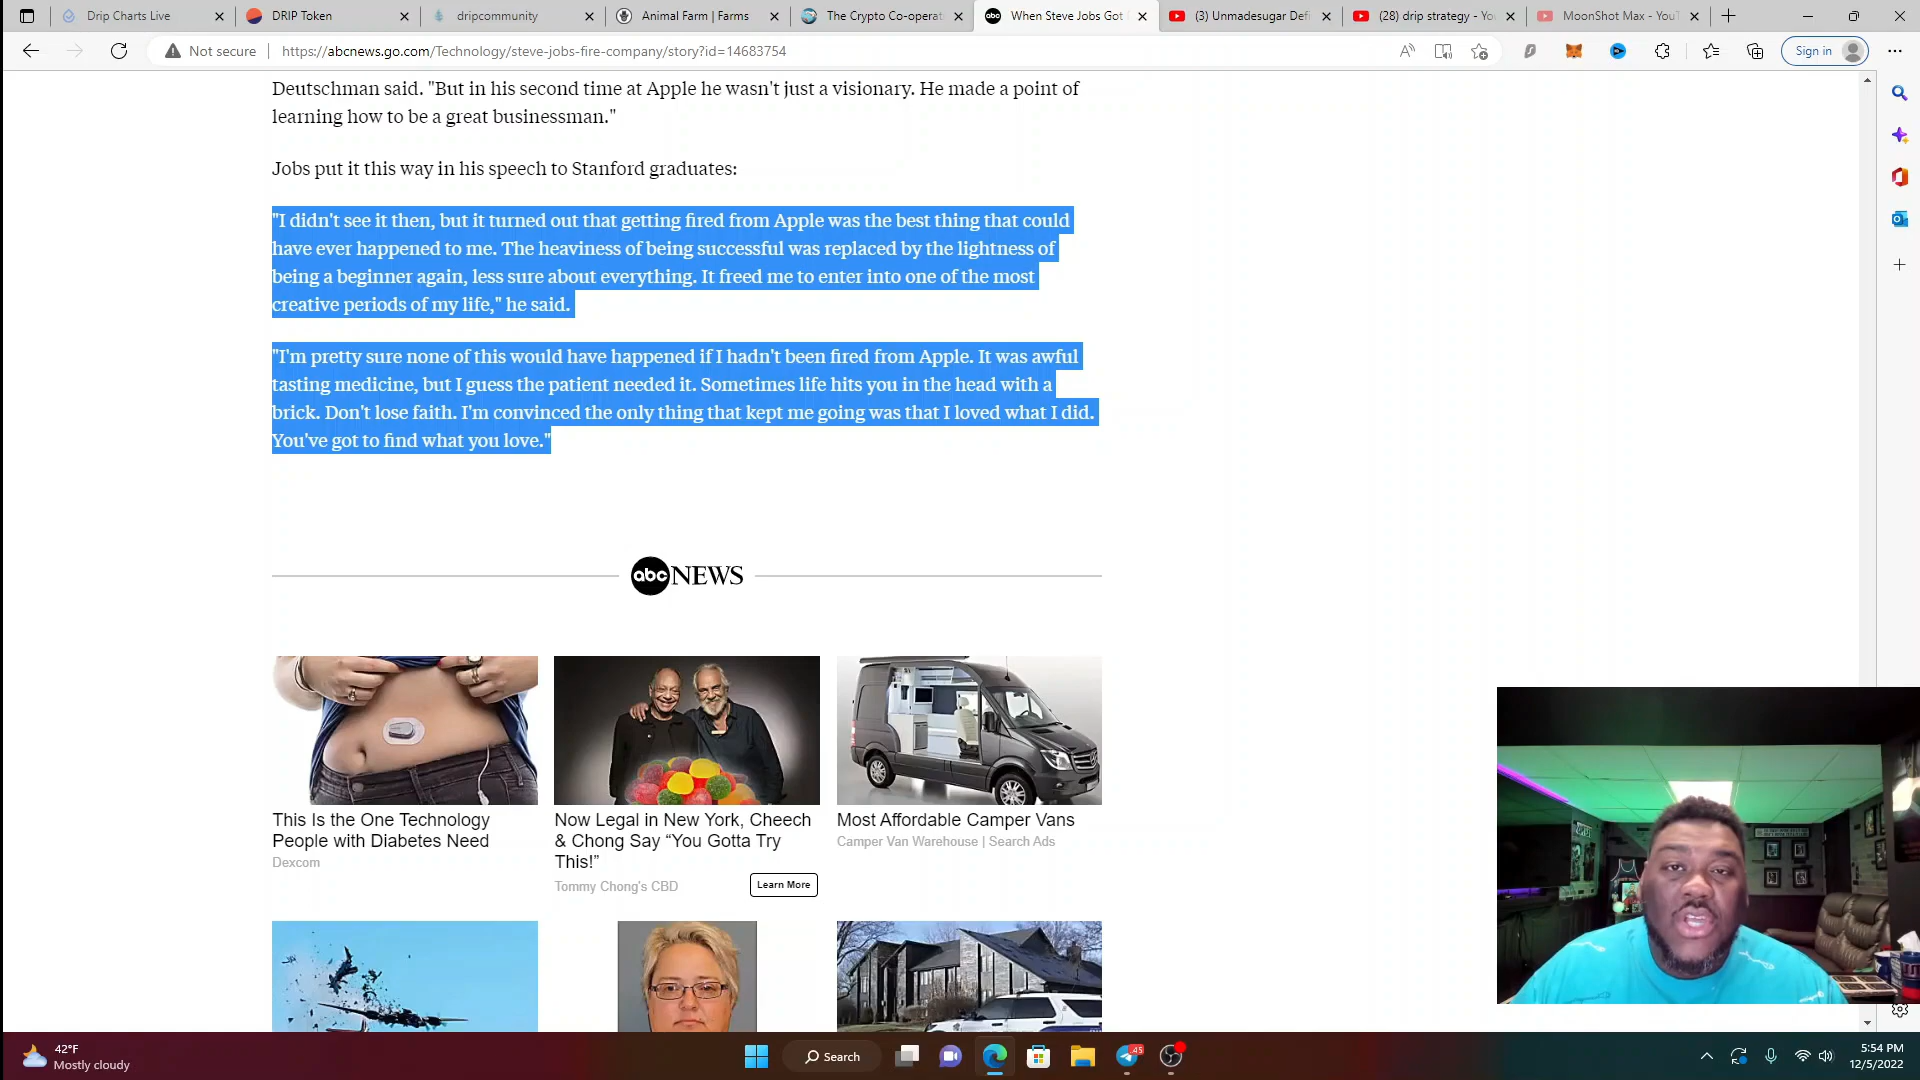 Drip Charts Live
DRIP Token
dripcommunity
Animal Farm | Farms
The Crypto Co-operat
When Steve Jobs Got
(3) Unmadesugar Defi
(28) drip strategy - Yo
MoonShot Max - YouT
Not secure
https://abcnews.go.com/Technology/steve-jobs-fire-company/story?id=14683754
Sign in
Deutschman said. "But in his second time at Apple he wasn't just a visionary. He made a point of
learning how to be a great businessman."
Jobs put it this way in his speech to Stanford graduates:
"I didn't see it then, but it turned out that getting fired from Apple was the best thing that could
have ever happened to me. The heaviness of being successful was replaced by the lightness of
being a beginner again, less sure about everything. It freed me to enter into one of the most
creative periods of my life," he said.
"I'm pretty sure none of this would have happened if I hadn't been fired from Apple. It was awful
tasting medicine, but I guess the patient needed it. Sometimes life hits you in the head with a
brick. Don't lose faith. I'm convinced the only thing that kept me going was that I loved what I did.
You've got to find what you love."
abc NEWS
This Is the One Technology
People with Diabetes Need
Dexcom
Now Legal in New York, Cheech
& Chong Say “You Gotta Try
This!”
Tommy Chong's CBD
Learn More
Most Affordable Camper Vans
Camper Van Warehouse | Search Ads
42°F
Mostly cloudy
Search
45
5:54 PM
12/5/2022